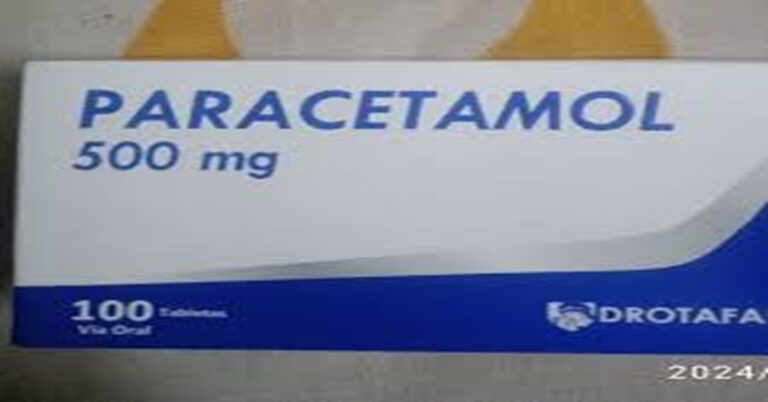 PARACETAMOL
500 mg
100 Tabletas
Vía Oral
DROTAFA
2024/